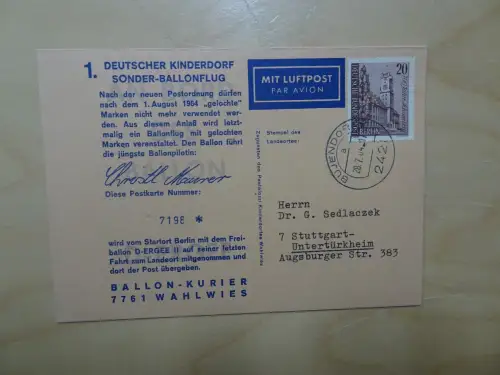 1. DEUTSCHER KINDERDORF
SONDER-BALLONFLUG
Nach der neuen Postordnung dürfen
nach dem 1. August 1964 „gelochte"
Marken nicht mehr verwendet wer-
den. Aus diesem Anlaß wird letzt-
malig ein Ballonflug mit gelochten
Marken veranstaltet. Den Ballon führt
die jüngste Ballonpilotin:
Christl Maurer
Diese Postkarte Nummer:
7196 *
wird vom Startort Berlin mit dem Frei-
ballon D-ERGEE II auf seiner letzten
Fahrt zum Landeort mitgenommen und
dort der Post übergeben.
BALLON-KURIER
7761 WAHLWIES
MIT LUFTPOST
PAR AVION
Stempel des
Landeortes:
20
BERLIN
242
a
Herrn
Dr. G. Sedlaczek
7 Stuttgart-
Untertürkheim
Augsburger Str. 383